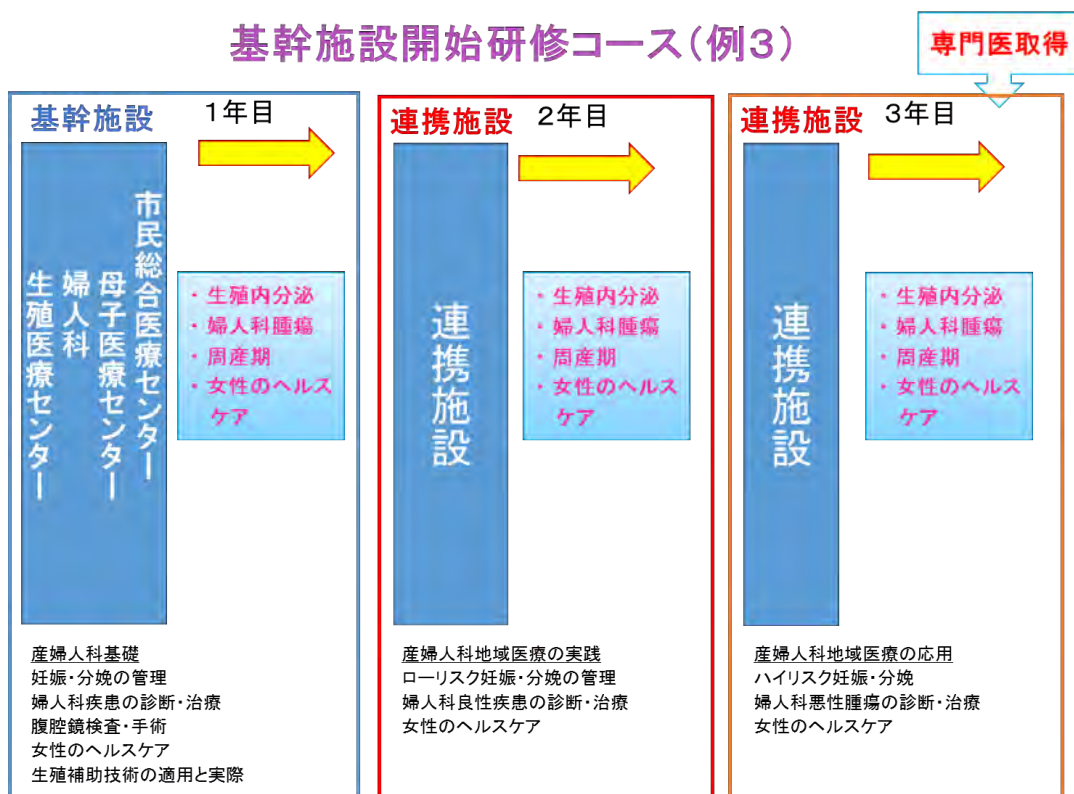 基幹施設開始研修コース(例3)
専門医取得
基幹施設
1年目
市民総合医療センター
母子医療センター
婦人科
生殖医療センター
・生殖内分泌
・婦人科腫瘍
・周産期
・女性のヘルス
ケア
産婦人科基礎
妊娠・分娩の管理
婦人科疾患の診断・治療
腹腔鏡検査・手術
女性のヘルスケア
生殖補助技術の適用と実際
連携施設
2年目
連携施設
・生殖内分泌
・婦人科腫瘍
・周産期
・女性のヘルス
ケア
産婦人科地域医療の実践
ローリスク妊娠・分娩の管理
婦人科良性疾患の診断・治療
女性のヘルスケア
連携施設
3年目
連携施設
・生殖内分泌
・婦人科腫瘍
・周産期
・女性のヘルス
ケア
産婦人科地域医療の応用
ハイリスク妊娠・分娩
婦人科悪性腫瘍の診断・治療
女性のヘルスケア